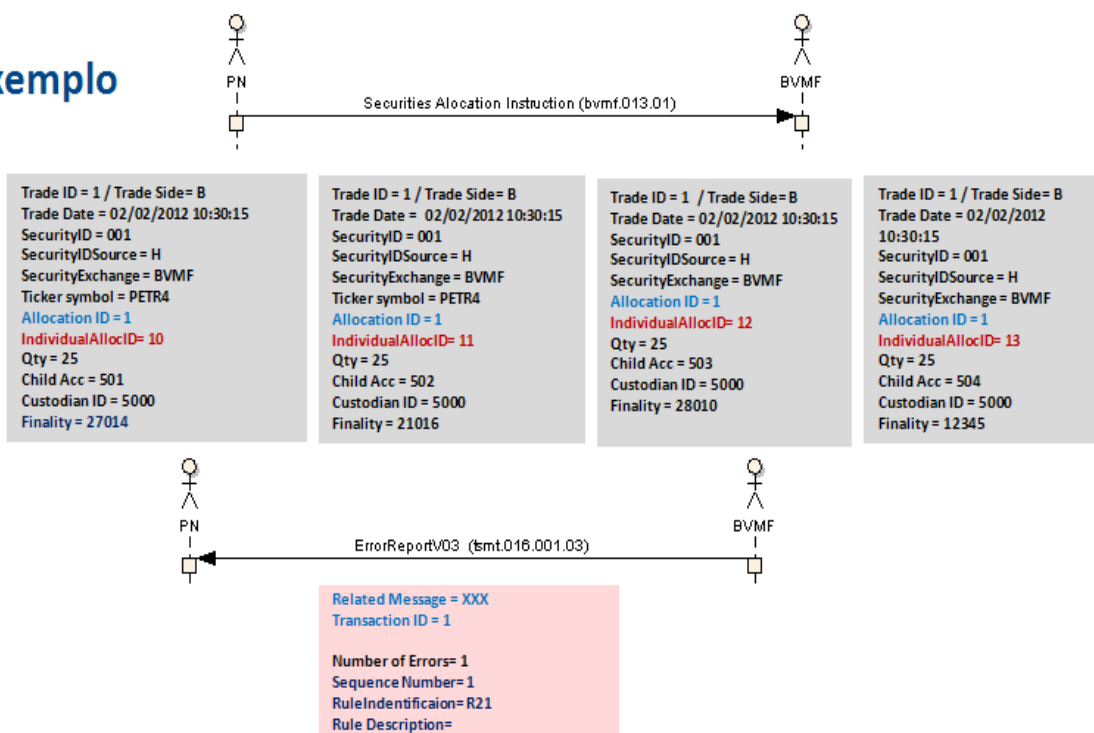 xemplo
PN
BVMF
Securities Alocation Instruction (bvmf.013.01)
Trade ID = 1 / Trade Side= B
Trade Date = 02/02/2012 10:30:15
SecurityID = 001
SecurityIDSource = H
SecurityExchange = BVMF
Ticker symbol = PETR4
Allocation ID = 1
IndividualAllocID= 10
Qty = 25
Child Acc = 501
Custodian ID = 5000
Finality = 27014
Trade ID = 1 / Trade Side= B
Trade Date = 02/02/2012 10:30:15
SecurityID = 001
SecurityIDSource = H
SecurityExchange = BVMF
Ticker symbol = PETR4
Allocation ID = 1
IndividualAllocID= 11
Qty = 25
Child Acc = 502
Custodian ID = 5000
Finality = 21016
Trade ID = 1 / Trade Side= B
Trade Date = 02/02/2012 10:30:15
SecurityID = 001
SecurityIDSource = H
SecurityExchange = BVMF
Allocation ID = 1
IndividualAllocID= 12
Qty = 25
Child Acc = 503
Custodian ID = 5000
Finality = 28010
Trade ID = 1 / Trade Side= B
Trade Date = 02/02/2012
10:30:15
SecurityID = 001
SecurityIDSource = H
SecurityExchange = BVMF
Allocation ID = 1
IndividualAllocID= 13
Qty = 25
Child Acc = 504
Custodian ID = 5000
Finality = 12345
PN
BVMF
ErrorReportV03 (tsmt.016.001.03)
Related Message = XXX
Transaction ID = 1
Number of Errors= 1
Sequence Number= 1
RuleIndentificaion= R21
Rule Description=